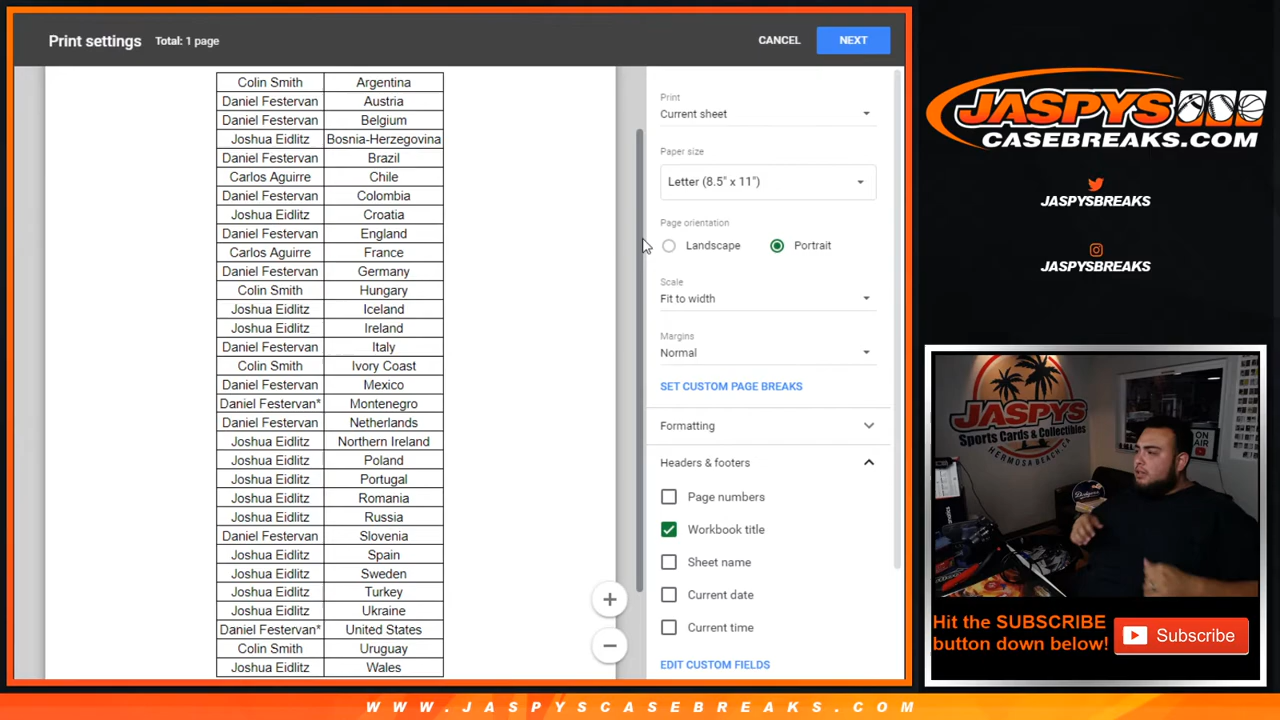 Print settings Total: 1 page CANCEL NEXT
Colin Smith Argentina
Daniel Festervan Austria
Daniel Festervan Belgium
Joshua Eidlitz Bosnia-Herzegovina
Daniel Festervan Brazil
Carlos Aguirre Chile
Daniel Festervan Colombia
Joshua Eidlitz Croatia
Daniel Festervan England
Carlos Aguirre France
Daniel Festervan Germany
Colin Smith Hungary
Joshua Eidlitz Iceland
Joshua Eidlitz Ireland
Daniel Festervan Italy
Colin Smith Ivory Coast
Daniel Festervan Mexico
Daniel Festervan* Montenegro
Daniel Festervan Netherlands
Joshua Eidlitz Northern Ireland
Joshua Eidlitz Poland
Joshua Eidlitz Portugal
Joshua Eidlitz Romania
Joshua Eidlitz Russia
Daniel Festervan Slovenia
Joshua Eidlitz Spain
Joshua Eidlitz Sweden
Joshua Eidlitz Turkey
Joshua Eidlitz Ukraine
Daniel Festervan* United States
Colin Smith Uruguay
Joshua Eidlitz Wales
Print
Current sheet
Paper size
Letter (8.5" x 11")
Page orientation
Landscape Portrait
Scale
Fit to width
Margins
Normal
SET CUSTOM PAGE BREAKS
Formatting
Headers & footers
Page numbers
Workbook title
Sheet name
Current date
Current time
EDIT CUSTOM FIELDS
JASPYS
CASEBREAKS.COM
JASPYSBREAKS
JASPYSBREAKS
JASPYS
Sports Cards & Collectibles
HERMOSA BEACH, CA
ON
AIR
Dodgers
Hit the SUBSCRIBE
button down below!
Subscribe
WWW.JASPYSCASEBREAKS.COM